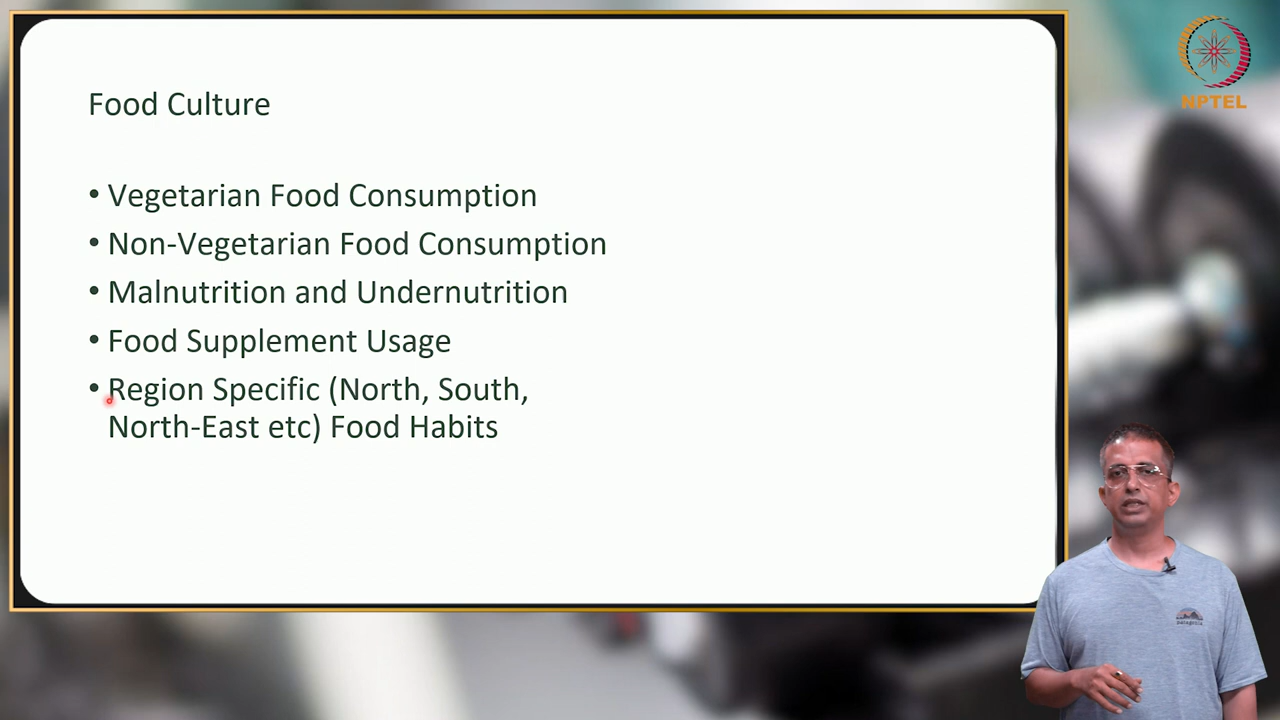 Food Culture
• Vegetarian Food Consumption
• Non-Vegetarian Food Consumption
• Malnutrition and Undernutrition
• Food Supplement Usage
• Region Specific (North, South,
North-East etc) Food Habits
NPTEL
patagonia